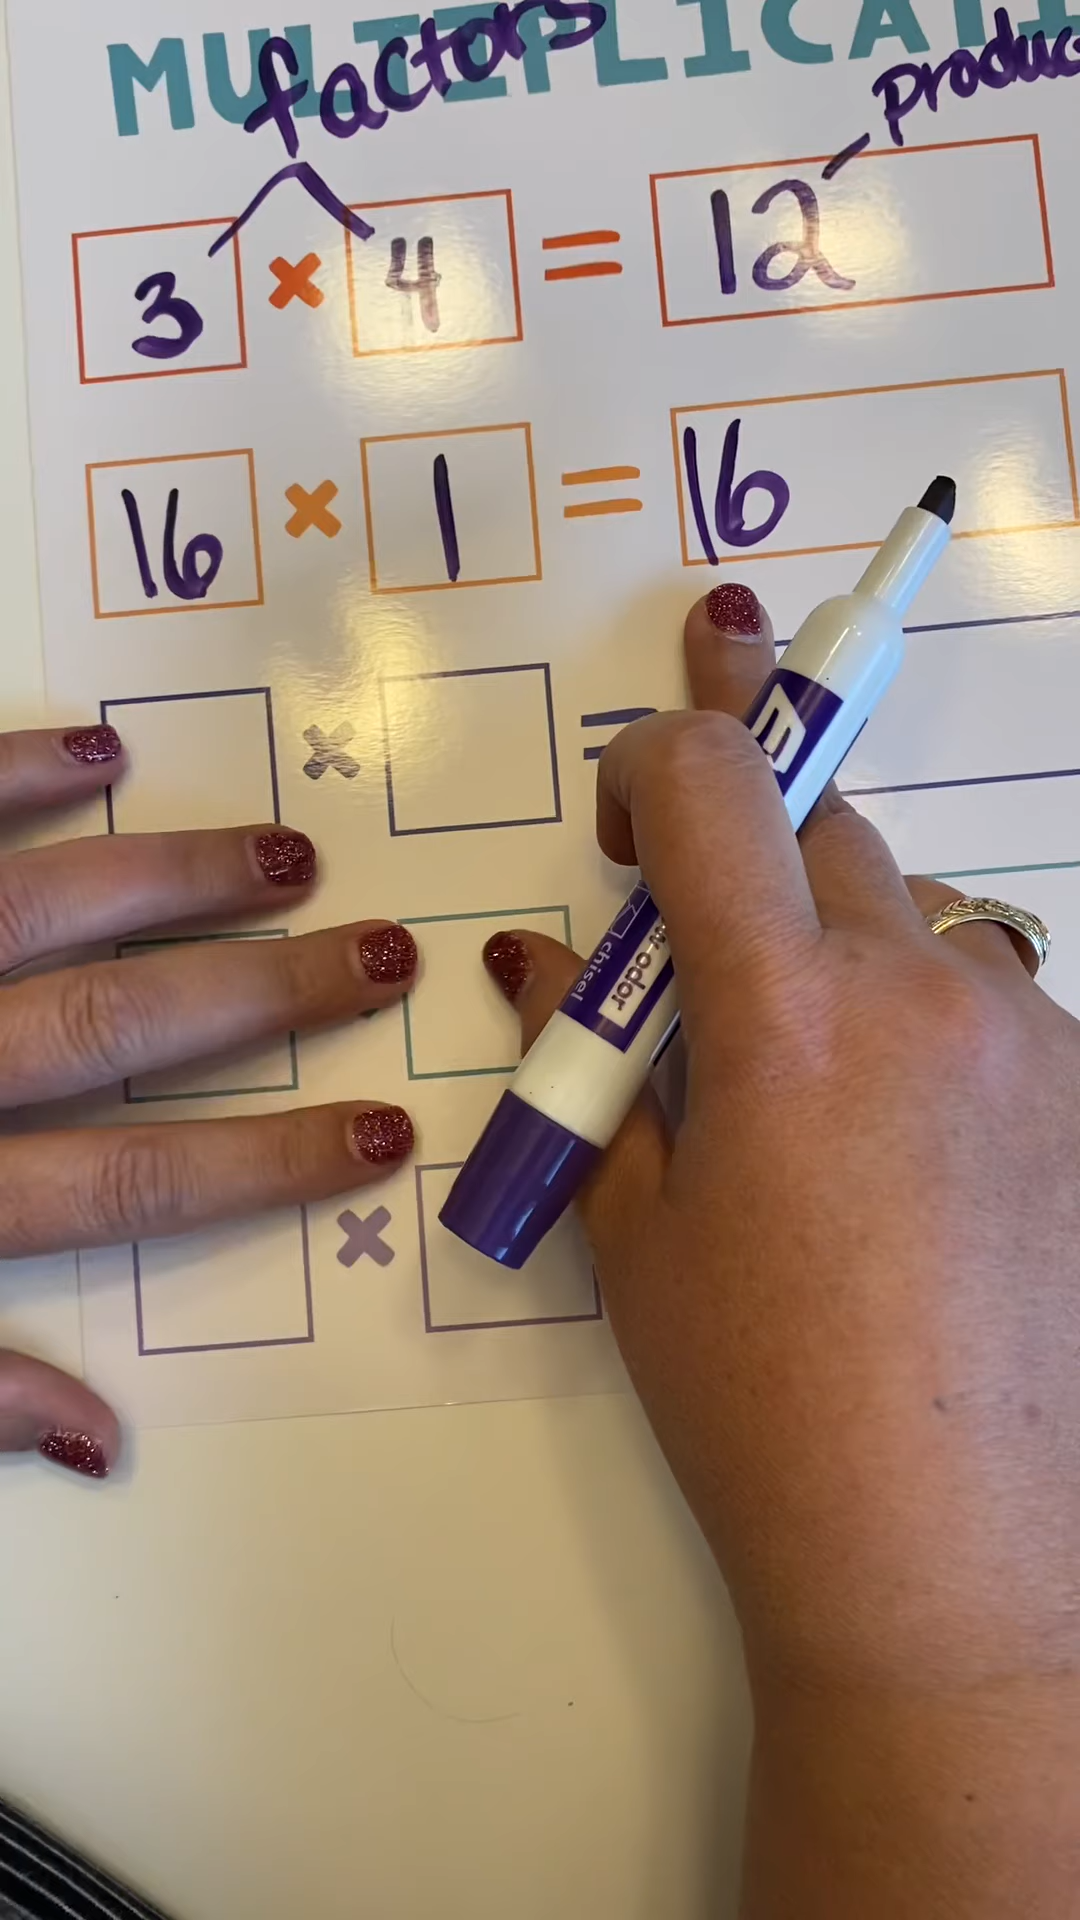 MULTIPLICATI
factors
produc
3 × 4 = 12
16 × 1 = 16
× =
×
E
w-odor
chisel